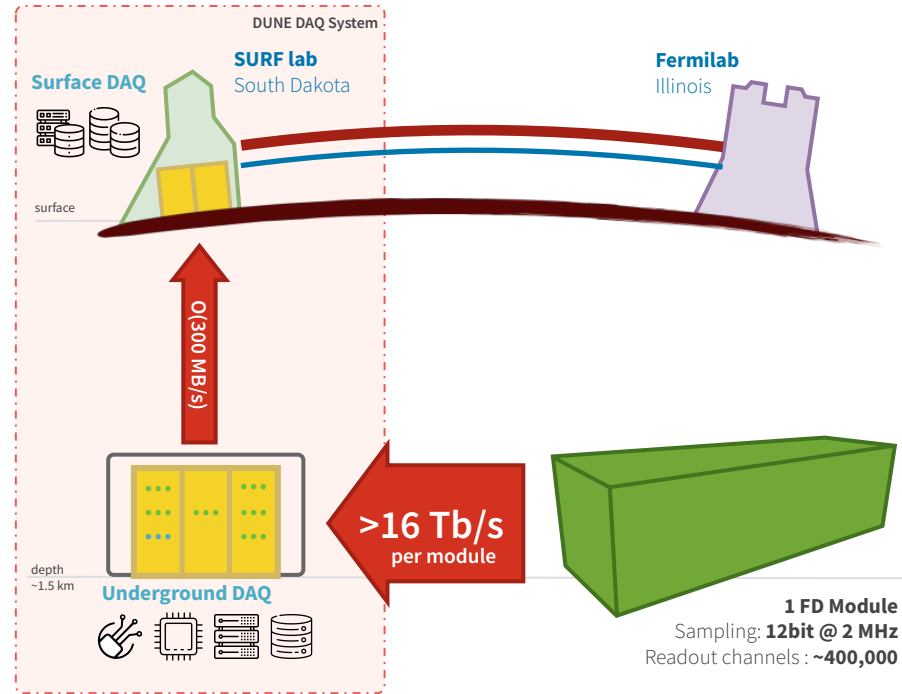 DUNE DAQ System
SURF lab
South Dakota
Fermilab
Illinois
Surface DAQ
surface
O(300 MB/s)
>16 Tb/s
per module
depth
~1.5 km
Underground DAQ
1 FD Module
Sampling: 12bit @ 2 MHz
Readout channels : ~400,000